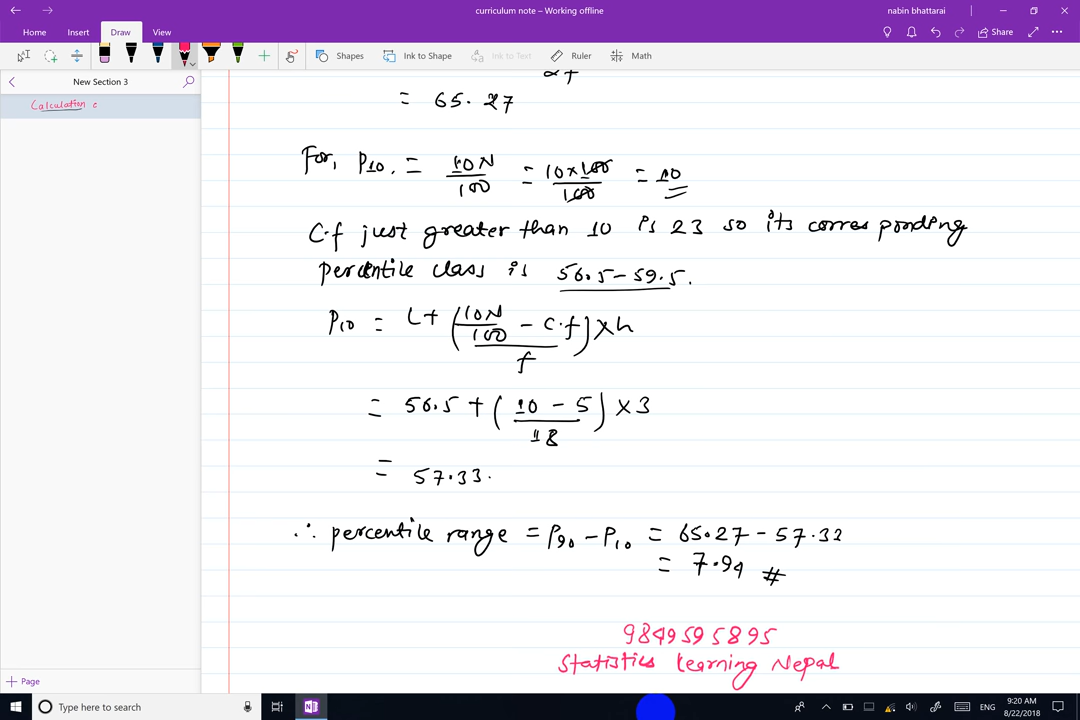 curriculum note – Working offline
nabin bhattarai
Home Insert Draw View
Share
Shapes Ink to Shape Ink to Text Ruler Math
New Section 3
Calculation
Σf
= 65.27
For, P10. = 10N/100 = 10×100/100 = 10
C.f just greater than 10 is 23 so its corresponding
percentile class is 56.5–59.5.
P10 = L+ (10N/100 – C.f)/f × h
= 56.5 + (10 – 5)/18 × 3
= 57.33.
∴ percentile range = P90 – P10 = 65.27 – 57.33
= 7.94 #
9849595895
Statistics learning Nepal
+ Page
Type here to search
ENG
9:20 AM
8/22/2018